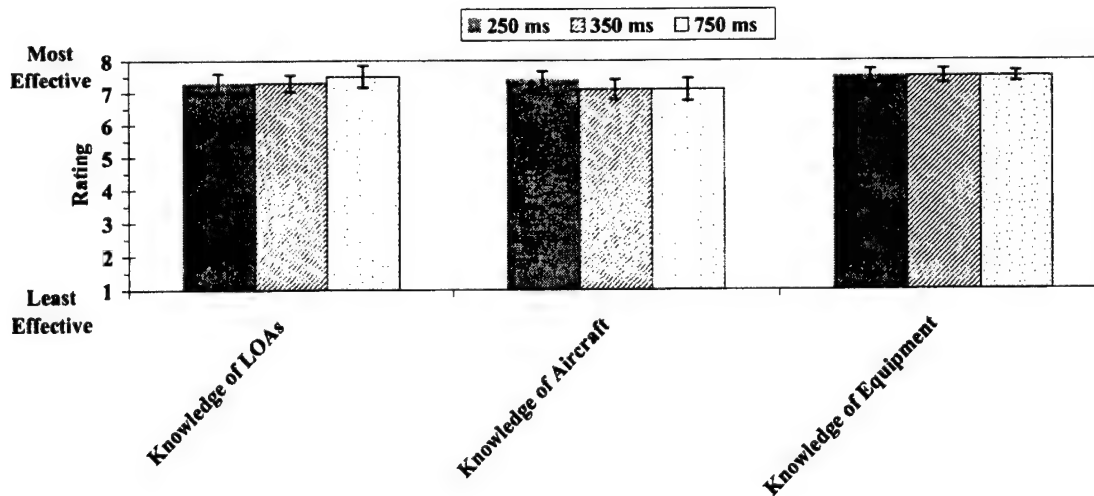 250 ms 350 ms 750 ms
Most
Effective
8
7
6
5
4
3
2
1
Rating
Least
Effective
Knowledge of LOAs
Knowledge of Aircraft
Knowledge of Equipment